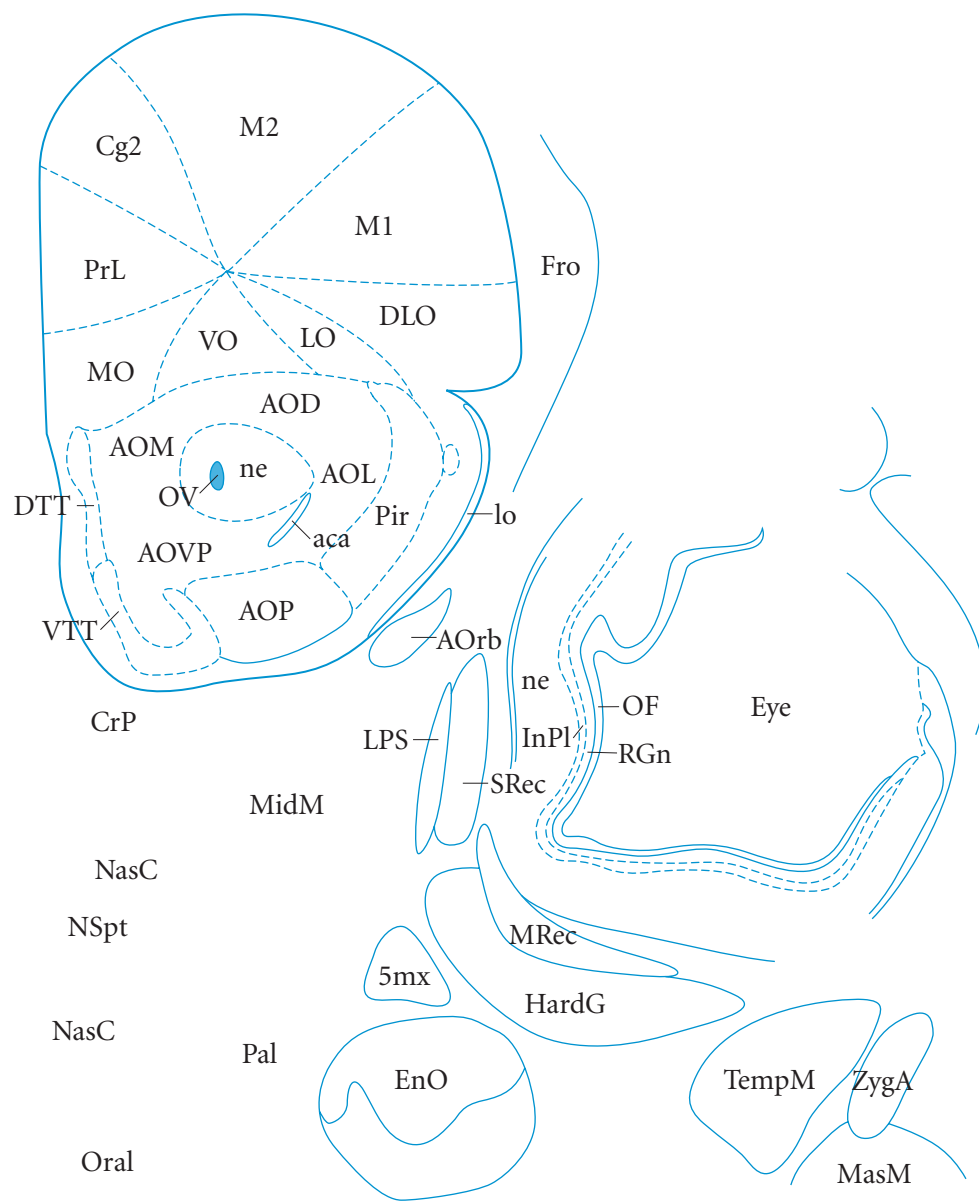 M2
Cg2
M1
PrL
Fro
DLO
VO
LO
MO
AOD
AOM
ne
AOL
OV
DTT
Pir
lo
aca
AOVP
AOP
VTT
AOrb
ne
OF
Eye
CrP
LPS
InPl
RGn
SRec
MidM
NasC
NSpt
MRec
5mx
HardG
NasC
Pal
EnO
TempM
ZygA
Oral
MasM